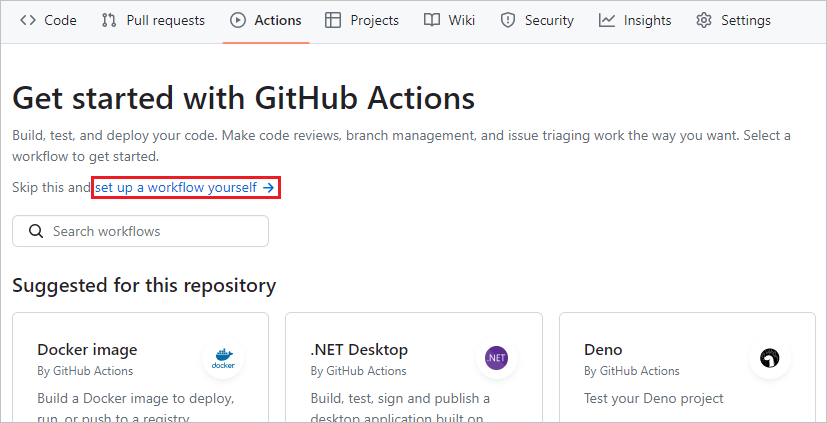 Code Pull requests Actions Projects Wiki Security Insights Settings
Get started with GitHub Actions
Build, test, and deploy your code. Make code reviews, branch management, and issue triaging work the way you want. Select a
workflow to get started.
Skip this and set up a workflow yourself →
Search workflows
Suggested for this repository
Docker image
By GitHub Actions
docker
Build a Docker image to deploy,
run, or push to a registry.
.NET Desktop
By GitHub Actions
.NET
Build, test, sign and publish a
desktop application built on
Deno
By GitHub Actions
Test your Deno project